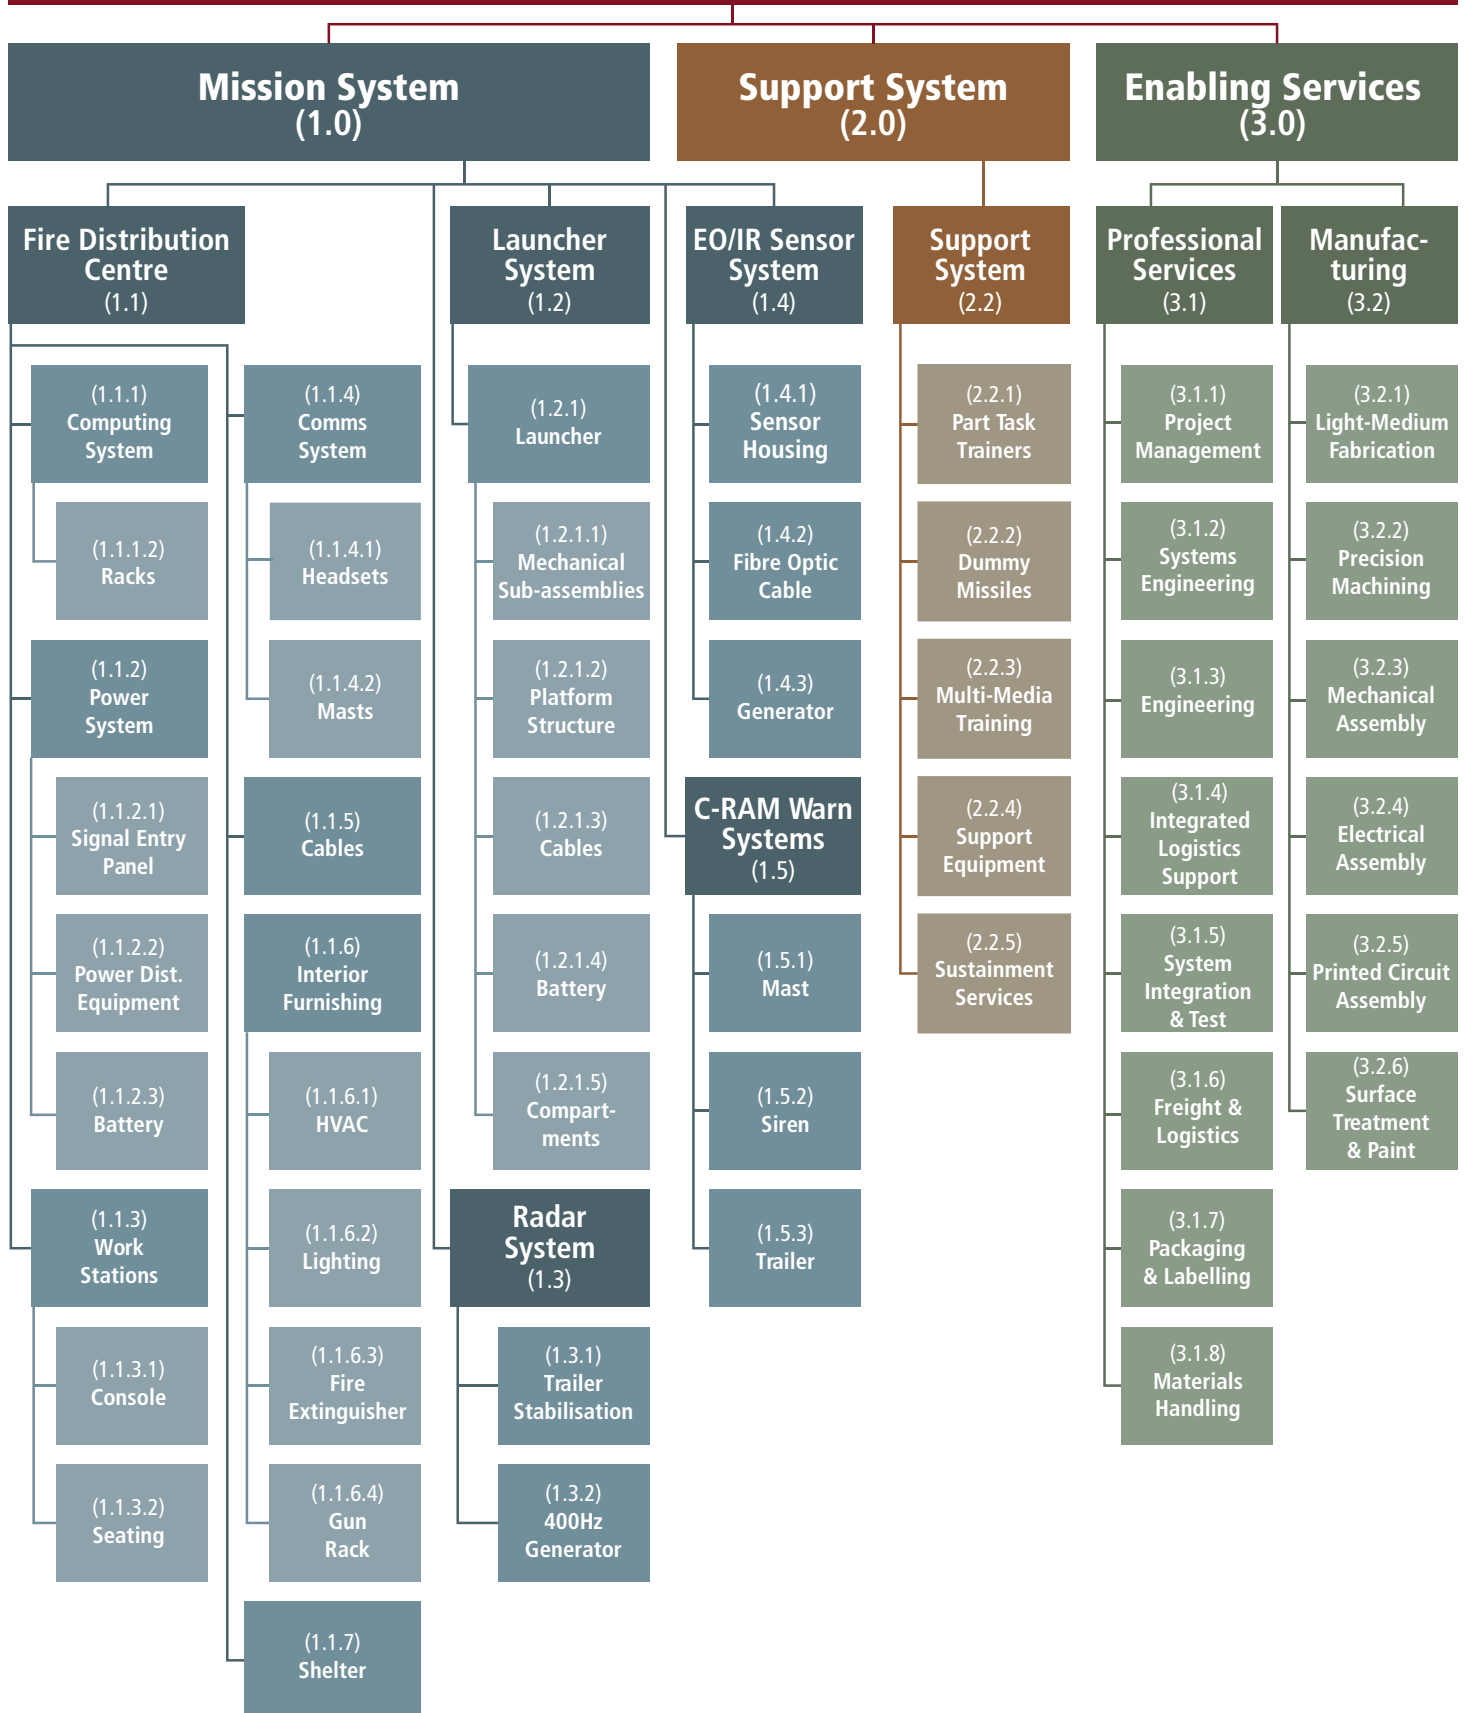 Mission System
(1.0)
Support System
(2.0)
Enabling Services
(3.0)
Fire Distribution
Centre
(1.1)
(1.1.1)
Computing
System
(1.1.1.2)
Racks
(1.1.2)
Power
System
(1.1.2.1)
Signal Entry
Panel
(1.1.2.2)
Power Dist.
Equipment
(1.1.2.3)
Battery
(1.1.3)
Work
Stations
(1.1.3.1)
Console
(1.1.3.2)
Seating
(1.1.4)
Comms
System
(1.1.4.1)
Headsets
(1.1.4.2)
Masts
(1.1.5)
Cables
(1.1.6)
Interior
Furnishing
(1.1.6.1)
HVAC
(1.1.6.2)
Lighting
(1.1.6.3)
Fire
Extinguisher
(1.1.6.4)
Gun
Rack
(1.1.7)
Shelter
Launcher
System
(1.2)
(1.2.1)
Launcher
(1.2.1.1)
Mechanical
Sub-assemblies
(1.2.1.2)
Platform
Structure
(1.2.1.3)
Cables
(1.2.1.4)
Battery
(1.2.1.5)
Compart-
ments
Radar
System
(1.3)
(1.3.1)
Trailer
Stabilisation
(1.3.2)
400Hz
Generator
EO/IR Sensor
System
(1.4)
(1.4.1)
Sensor
Housing
(1.4.2)
Fibre Optic
Cable
(1.4.3)
Generator
C-RAM Warn
Systems
(1.5)
(1.5.1)
Mast
(1.5.2)
Siren
(1.5.3)
Trailer
Support
System
(2.2)
(2.2.1)
Part Task
Trainers
(2.2.2)
Dummy
Missiles
(2.2.3)
Multi-Media
Training
(2.2.4)
Support
Equipment
(2.2.5)
Sustainment
Services
Professional
Services
(3.1)
(3.1.1)
Project
Management
(3.1.2)
Systems
Engineering
(3.1.3)
Engineering
(3.1.4)
Integrated
Logistics
Support
(3.1.5)
System
Integration
& Test
(3.1.6)
Freight &
Logistics
(3.1.7)
Packaging
& Labelling
(3.1.8)
Materials
Handling
Manufac-
turing
(3.2)
(3.2.1)
Light-Medium
Fabrication
(3.2.2)
Precision
Machining
(3.2.3)
Mechanical
Assembly
(3.2.4)
Electrical
Assembly
(3.2.5)
Printed Circuit
Assembly
(3.2.6)
Surface
Treatment
& Paint